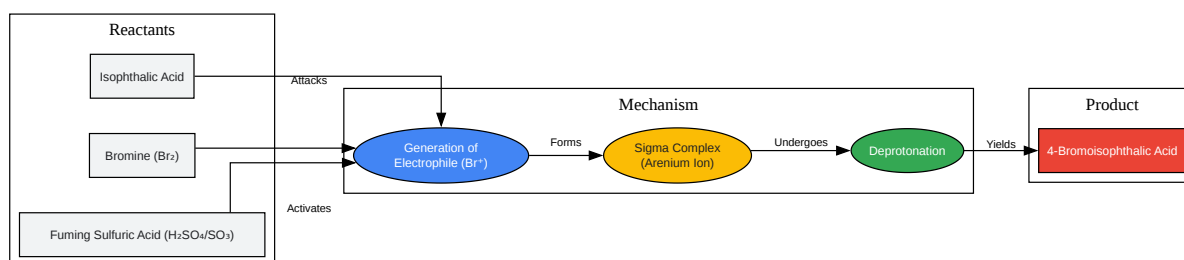 Reactants
Isophthalic Acid
Attacks
Bromine (Br₂)
Activates
Fuming Sulfuric Acid (H₂SO₄/SO₃)
Mechanism
Generation of
Electrophile (Br⁺)
Forms
Sigma Complex
(Arenium Ion)
Undergoes
Deprotonation
Yields
Product
4-Bromoisophthalic Acid